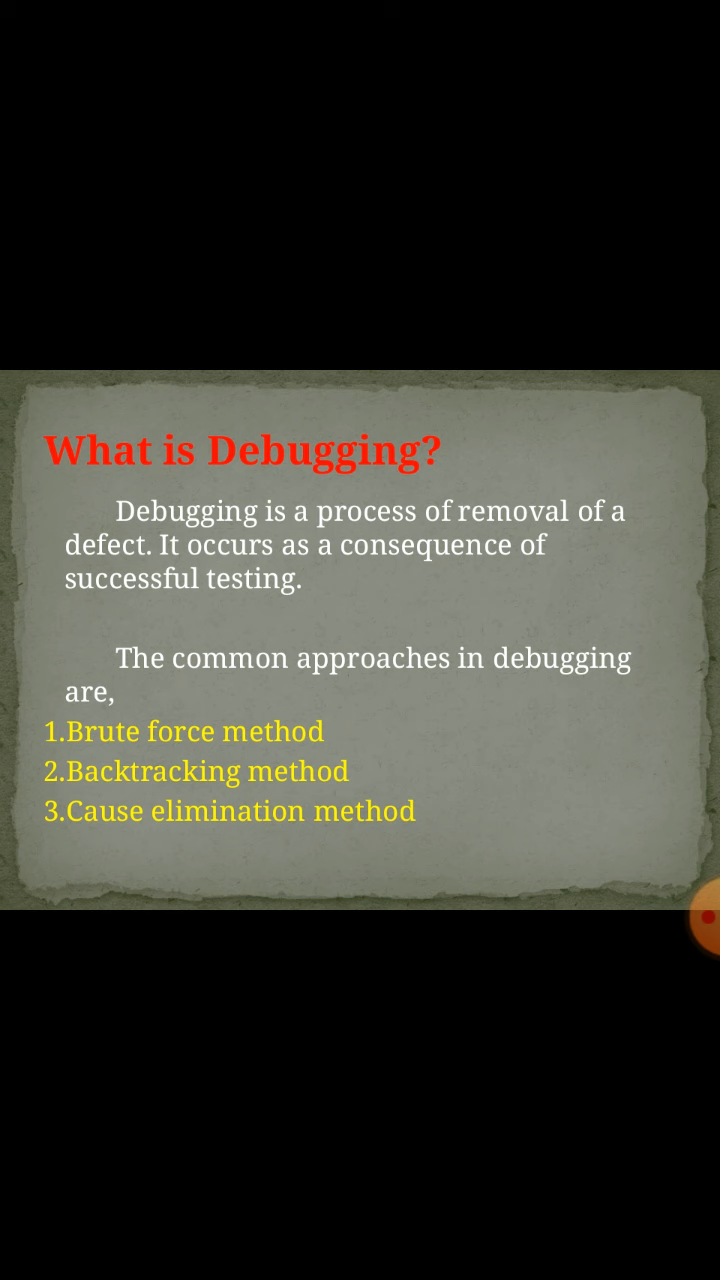 What is Debugging?
Debugging is a process of removal of a
defect. It occurs as a consequence of
successful testing.
The common approaches in debugging
are,
1.Brute force method
2.Backtracking method
3.Cause elimination method